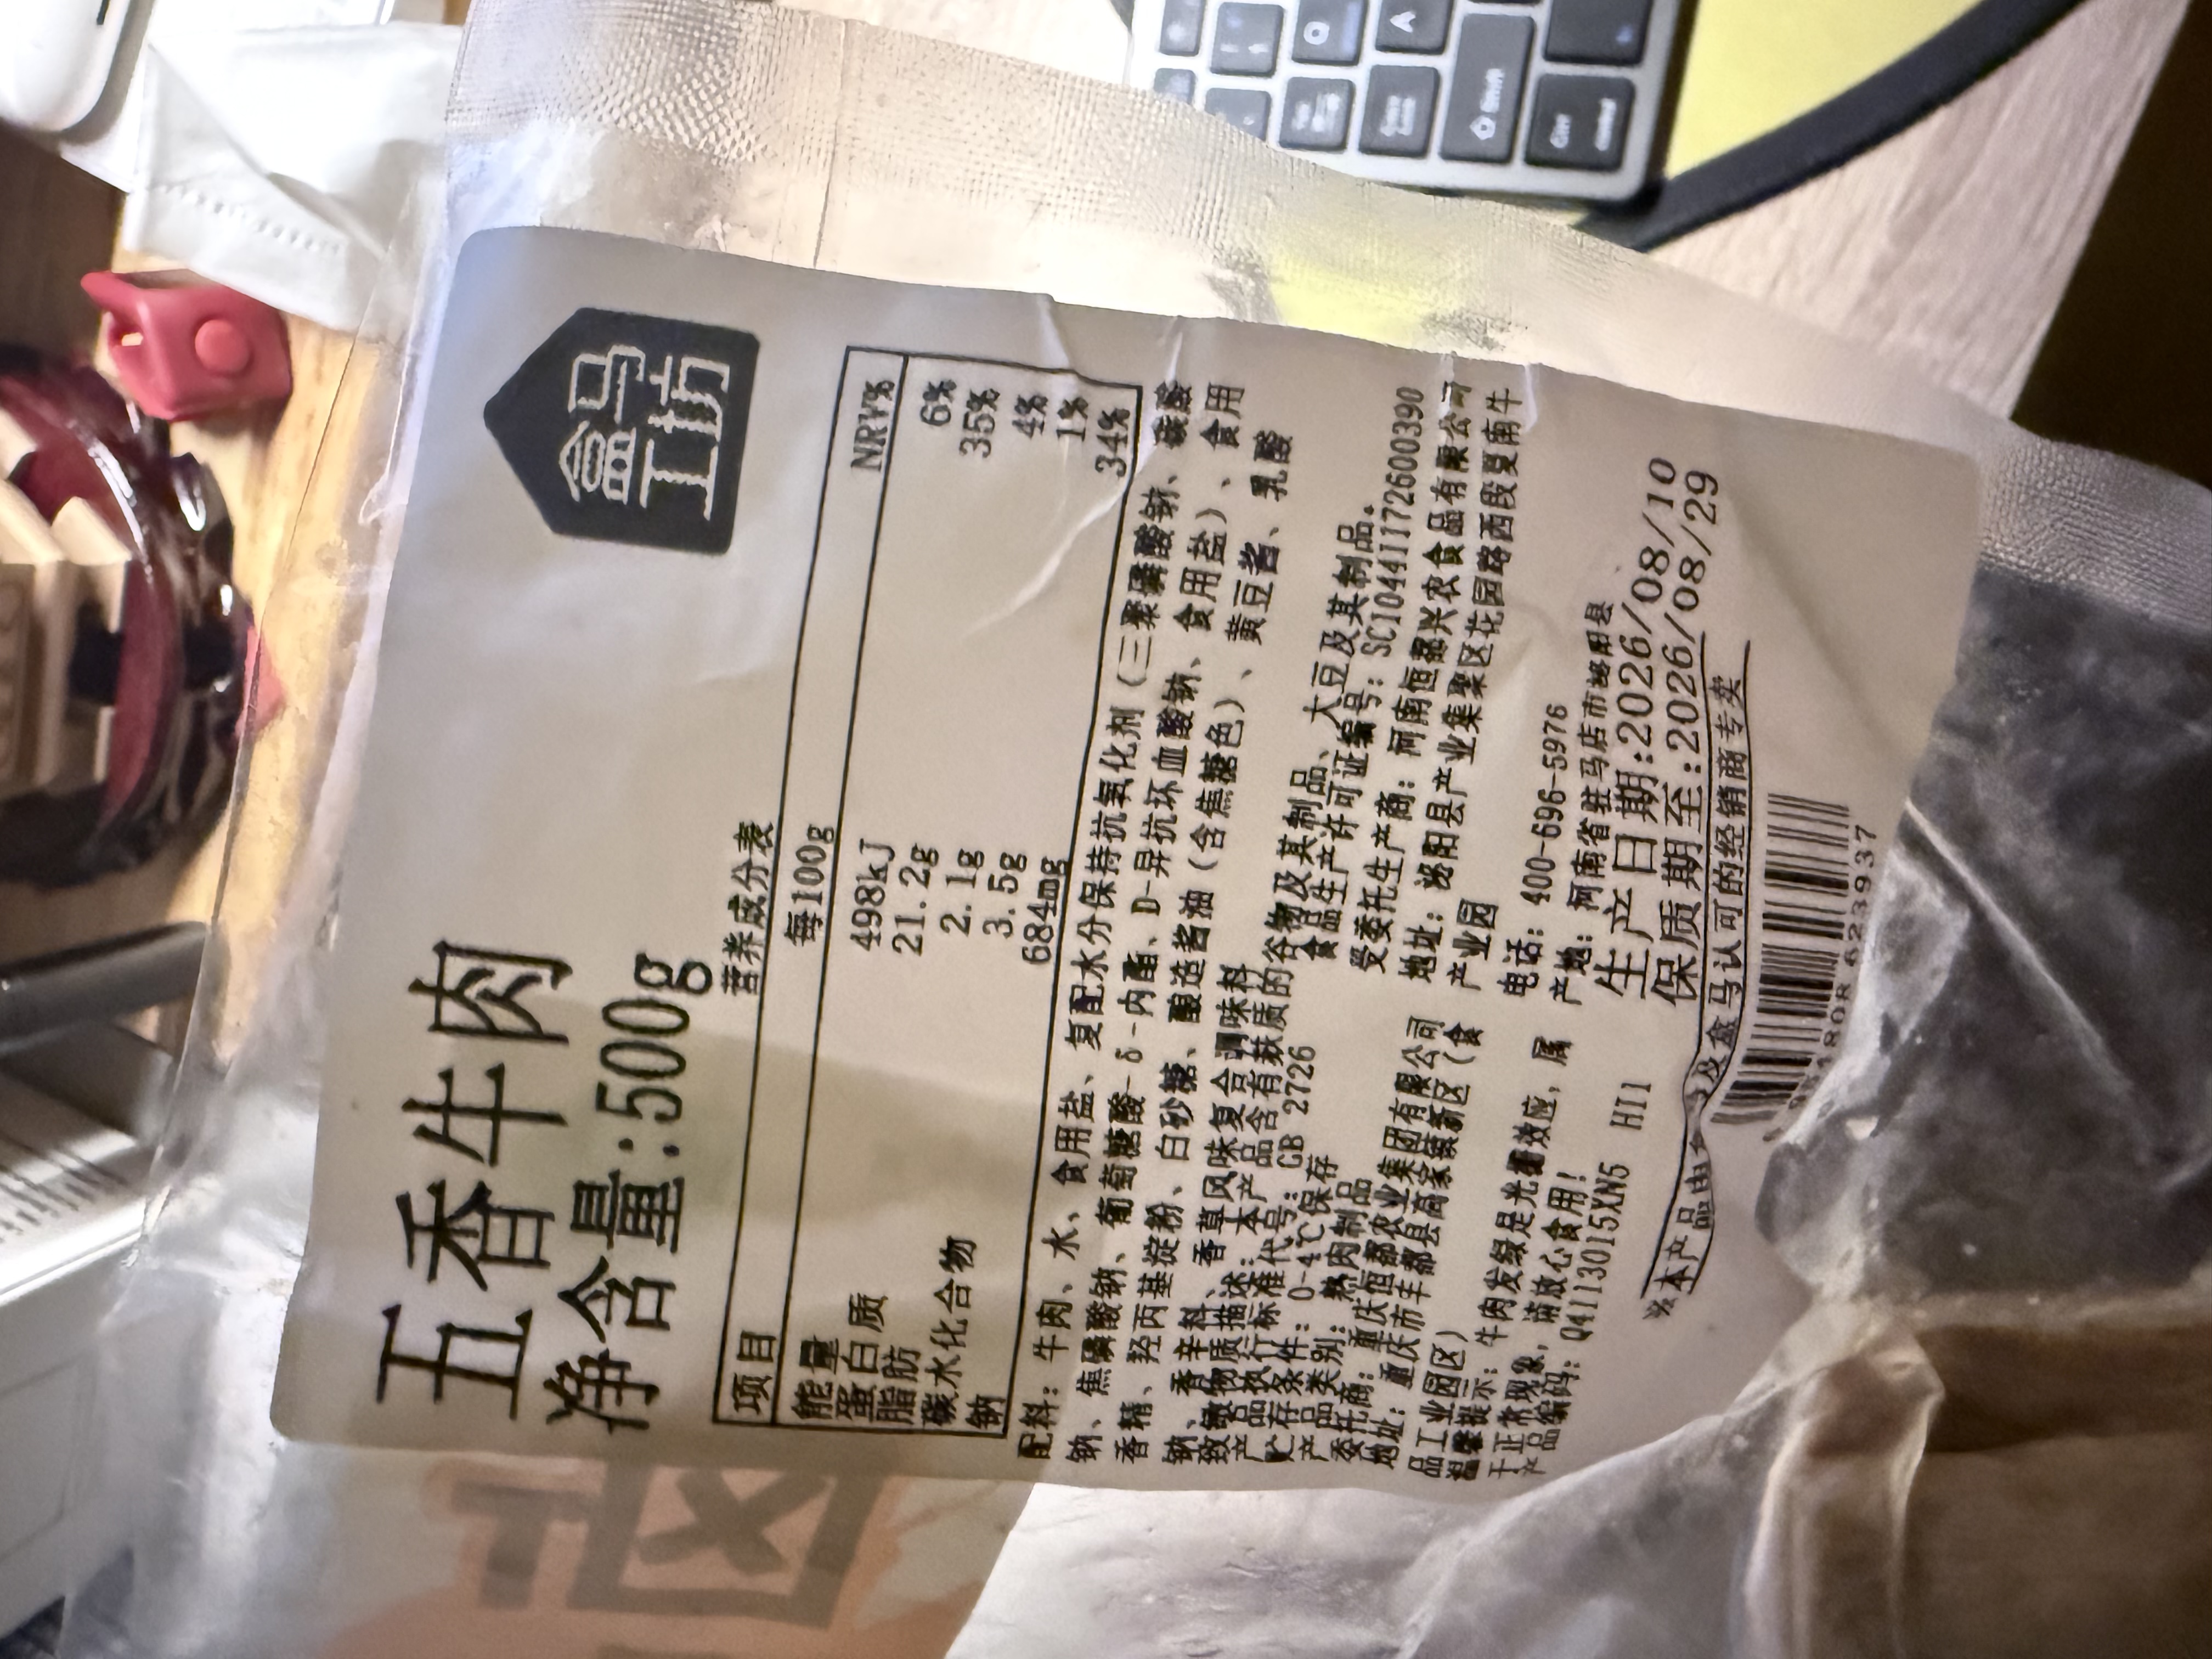 五香牛肉
净含量:500g
盒马
工坊
营养成分表
项目 每100g NRV%
能量 498kJ 6%
蛋白质 21.2g 35%
脂肪 2.1g 4%
碳水化合物 3.5g 1%
钠 684mg 34%
配料: 牛肉、水、食用盐、复配水分保持抗氧化剂(三聚磷酸钠、碳酸
钠、焦磷酸钠、葡萄糖酸-δ-内酯、D-异抗坏血酸钠、食用盐)、食用
香精、羟丙基淀粉、白砂糖、酿造酱油(含焦糖色)、黄豆酱、乳酸
钠、香辛料、香草风味复合调味料
致敏物质描述: 本产品含有麸质的谷物及其制品、大豆及其制品。
产品执行标准代号: GB 2726
食品生产许可证编号: SC10441172600390
贮存条件: 0-4℃保存
产品类别: 熟肉制品
委托商: 重庆恒都农业集团有限公司
地址: 重庆市丰都县高家镇新区(食
品工业园区)
温馨提示: 牛肉发绿是光栅效应, 属
于正常现象, 请放心食用!
产品编码: Q4113015XN5 HI1
受委托生产商: 河南恒都兴农食品有限公司
地址: 泌阳县产业集聚区花园路西段夏南牛
产业园
电话: 400-696-5976
产地: 河南省驻马店市泌阳县
生产日期:2026/08/10
保质期至:2026/08/29
※本产品由 及盒马认可的经销商专卖
808 623937
Q
A
Shift
Ctrl
control